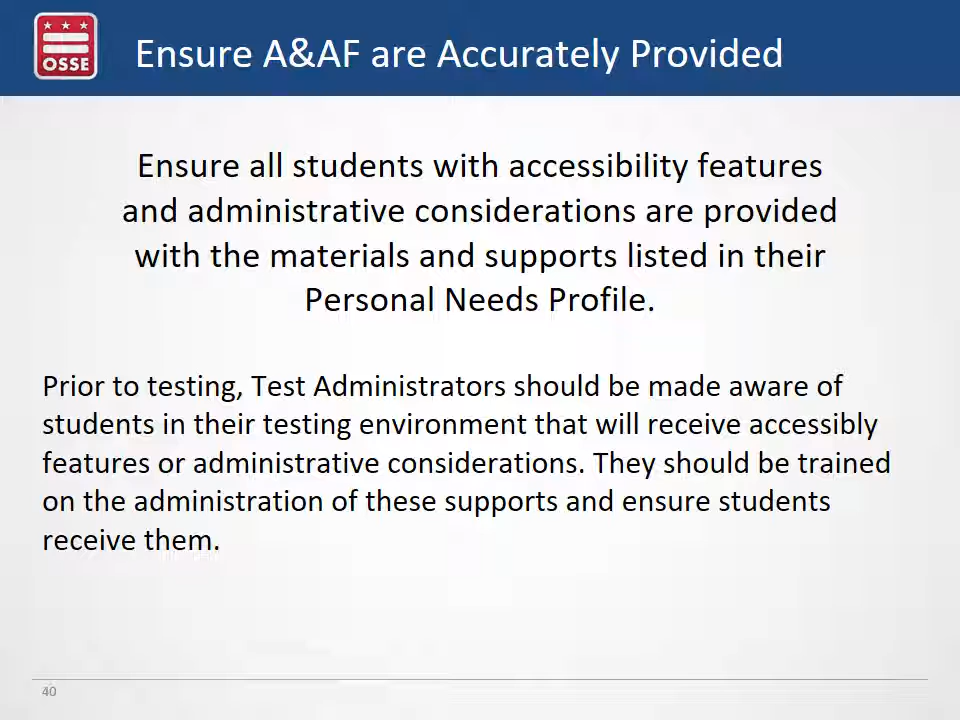 OSSE
Ensure A&AF are Accurately Provided
Ensure all students with accessibility features
and administrative considerations are provided
with the materials and supports listed in their
Personal Needs Profile.
Prior to testing, Test Administrators should be made aware of
students in their testing environment that will receive accessibly
features or administrative considerations. They should be trained
on the administration of these supports and ensure students
receive them.
40